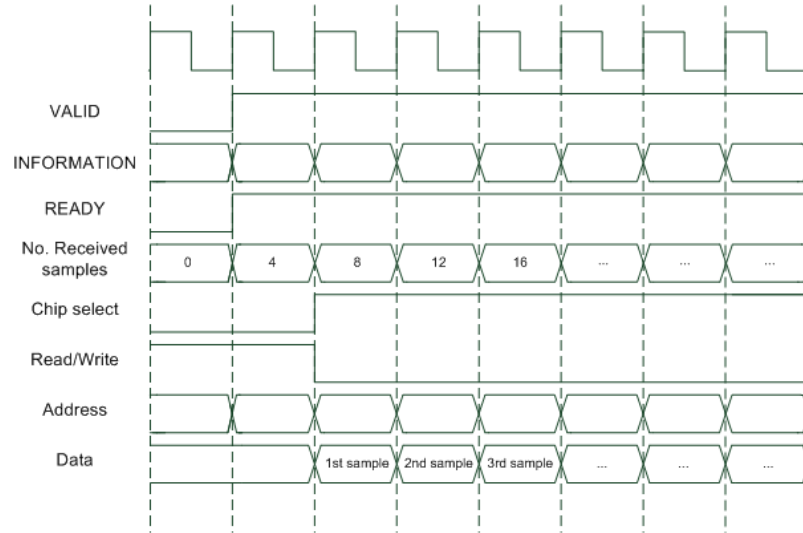 VALID
INFORMATION
READY
No. Received
samples
0 4 8 12 16 ... ... ...
Chip select
Read/Write
Address
Data
1st sample 2nd sample 3rd sample ... ... ...